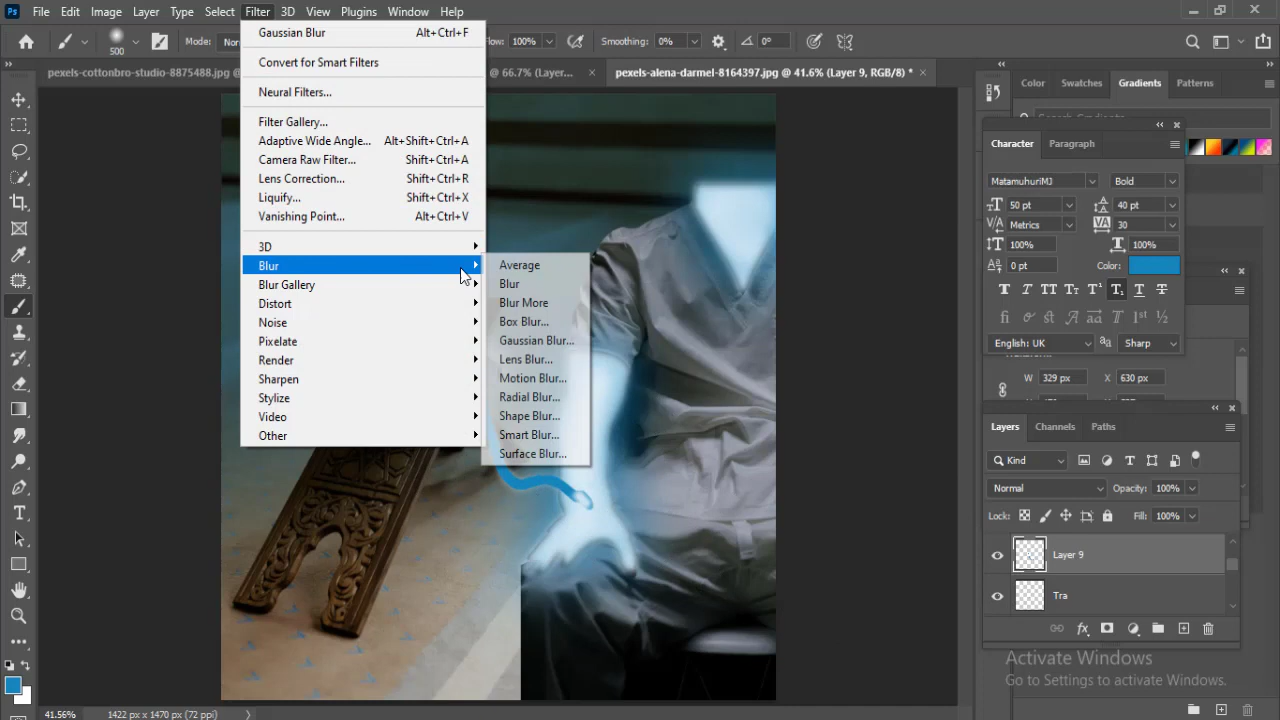 Ps File Edit Image Layer Type Select Filter 3D View Plugins Window Help
500 Mode: Flow: 100% Smoothing: 0% 0°
pexels-cottonbro-studio-8875488.jpg @ @ 66.7% (Layer... pexels-alena-darmel-8164397.jpg @ 41.6% (Layer 9, RGB/8) *
Gaussian Blur Alt+Ctrl+F
Convert for Smart Filters
Neural Filters...
Filter Gallery...
Adaptive Wide Angle... Alt+Shift+Ctrl+A
Camera Raw Filter... Shift+Ctrl+A
Lens Correction... Shift+Ctrl+R
Liquify... Shift+Ctrl+X
Vanishing Point... Alt+Ctrl+V
3D
Blur
Blur Gallery
Distort
Noise
Pixelate
Render
Sharpen
Stylize
Video
Other
Average
Blur
Blur More
Box Blur...
Gaussian Blur...
Lens Blur...
Motion Blur...
Radial Blur...
Shape Blur...
Smart Blur...
Surface Blur...
Color Swatches Gradients Patterns
Search Gradients
Character Paragraph
MatamuhuriMJ Bold
50 pt 40 pt
Metrics 30
100% 100%
0 pt Color:
English: UK Sharp
W 329 px X 630 px
Layers Channels Paths
Kind
Normal Opacity: 100%
Lock: Fill: 100%
Layer 9
Tra
Activate Windows
Go to Settings to activate Windows.
41.56% 1422 px x 1470 px (72 ppi)